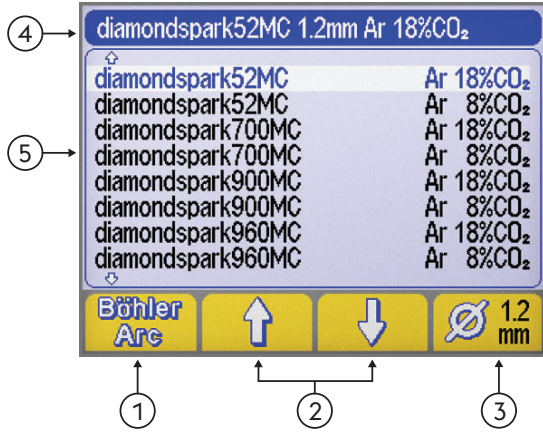 4
diamondspark52MC 1.2mm Ar 18%CO₂
diamondspark52MC Ar 18%CO₂
diamondspark52MC Ar 8%CO₂
5
diamondspark700MC Ar 18%CO₂
diamondspark700MC Ar 8%CO₂
diamondspark900MC Ar 18%CO₂
diamondspark900MC Ar 8%CO₂
diamondspark960MC Ar 18%CO₂
diamondspark960MC Ar 8%CO₂
Böhler
Arc
Ø 1.2
mm
1
2
3